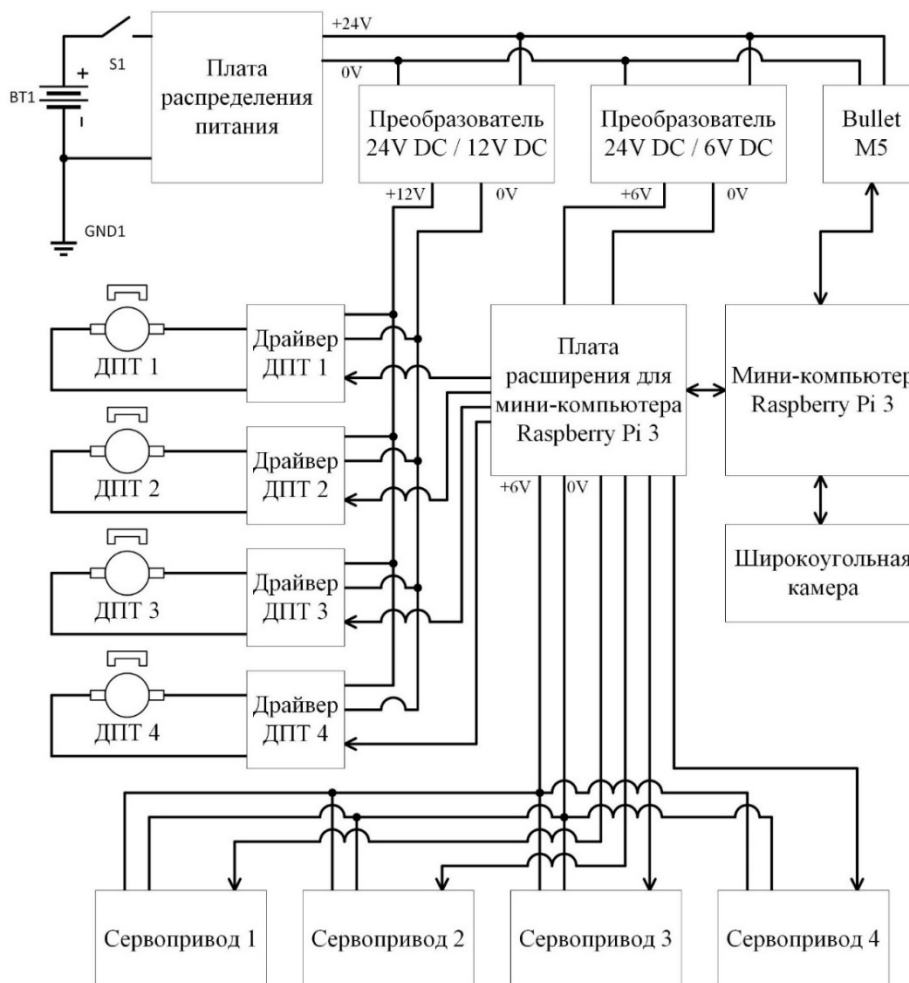 +24V
S1
Плата
распределения
питания
0V
BT1
+
−
GND1
Преобразователь
24V DC / 12V DC
Преобразователь
24V DC / 6V DC
Bullet
M5
+12V
0V
+6V
0V
Драйвер
ДПТ 1
ДПТ 1
Плата
расширения для
мини-компьютера
Raspberry Pi 3
Мини-компьютер
Raspberry Pi 3
Драйвер
ДПТ 2
ДПТ 2
+6V
0V
Широкоугольная
камера
Драйвер
ДПТ 3
ДПТ 3
Драйвер
ДПТ 4
ДПТ 4
Сервопривод 1
Сервопривод 2
Сервопривод 3
Сервопривод 4